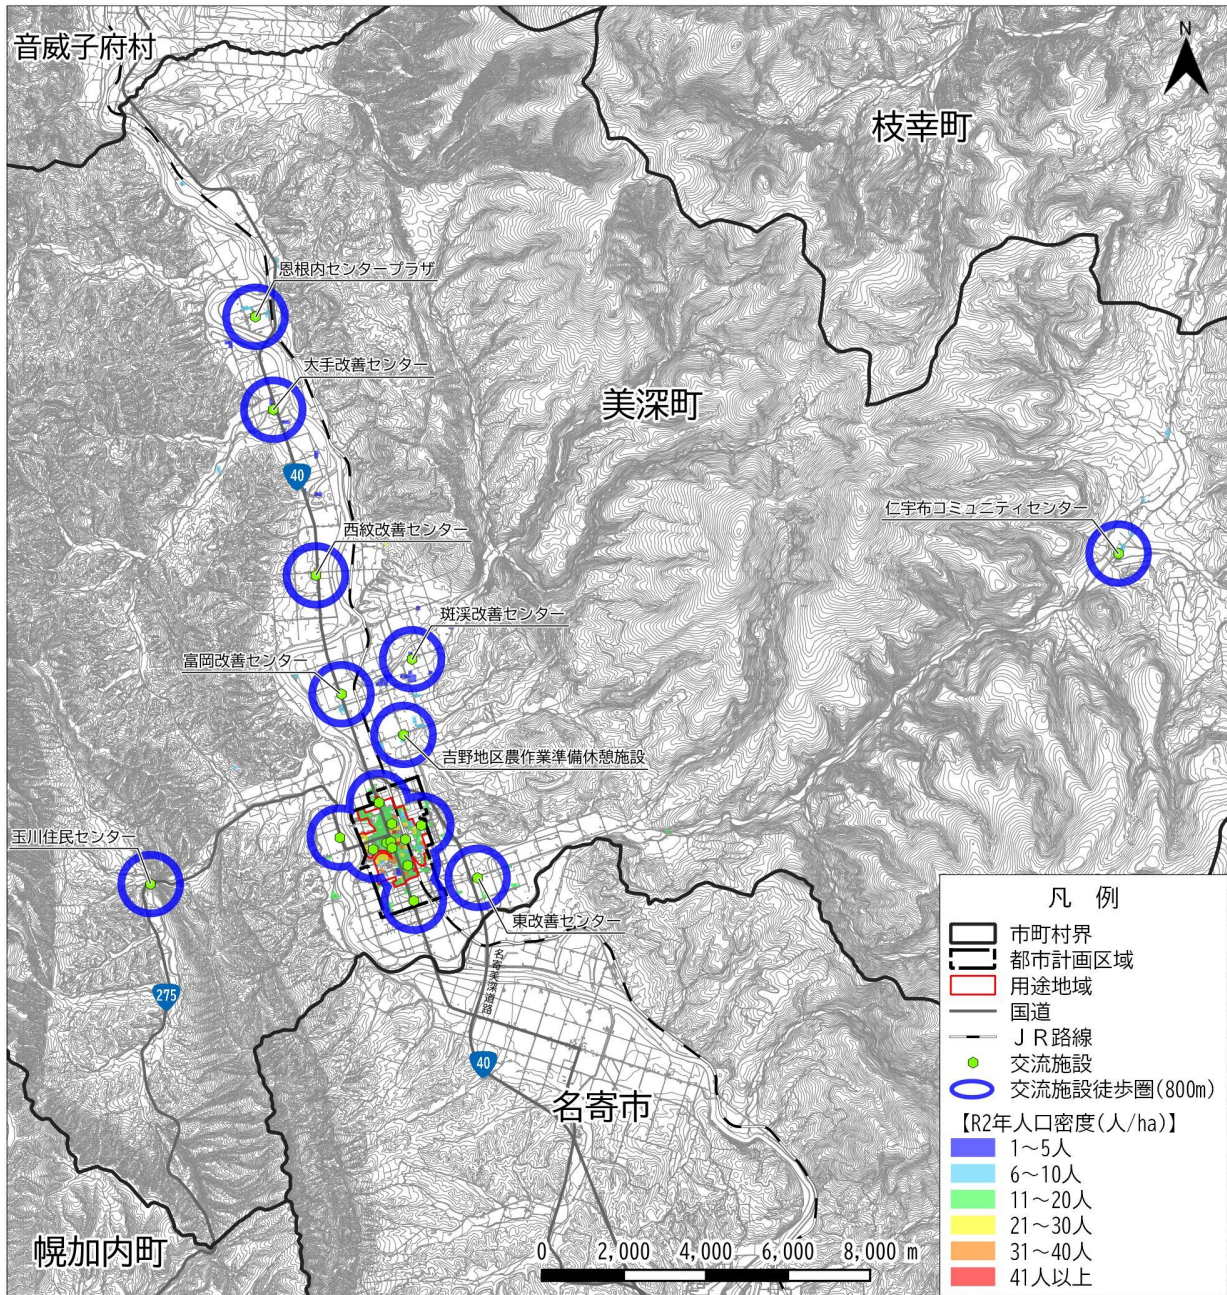 音威子府村
N
枝幸町
恩根内センタープラザ
大手改善センター
美深町
40
仁宇布コミュニティセンター
西紋改善センター
斑渓改善センター
富岡改善センター
吉野地区農作業準備休憩施設
玉川住民センター
東改善センター
名寄美深道路
275
40
名寄市
幌加内町
凡 例
市町村界
都市計画区域
用途地域
国道
JR路線
交流施設
交流施設徒歩圏(800m)
【R2年人口密度(人/ha)】
1～5人
6～10人
11～20人
21～30人
31～40人
41人以上
0 2,000 4,000 6,000 8,000 m